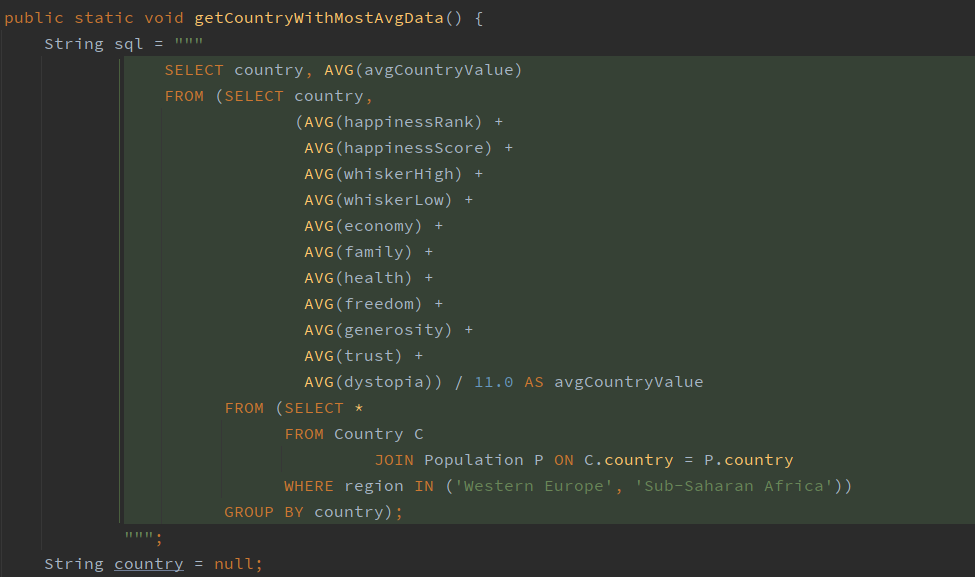 public static void getCountryWithMostAvgData() {
    String sql = """
            SELECT country, AVG(avgCountryValue)
            FROM (SELECT country,
                         (AVG(happinessRank) +
                          AVG(happinessScore) +
                          AVG(whiskerHigh) +
                          AVG(whiskerLow) +
                          AVG(economy) +
                          AVG(family) +
                          AVG(health) +
                          AVG(freedom) +
                          AVG(generosity) +
                          AVG(trust) +
                          AVG(dystopia)) / 11.0 AS avgCountryValue
                  FROM (SELECT *
                        FROM Country C
                                 JOIN Population P ON C.country = P.country
                        WHERE region IN ('Western Europe', 'Sub-Saharan Africa'))
                  GROUP BY country);
            """;
    String country = null;